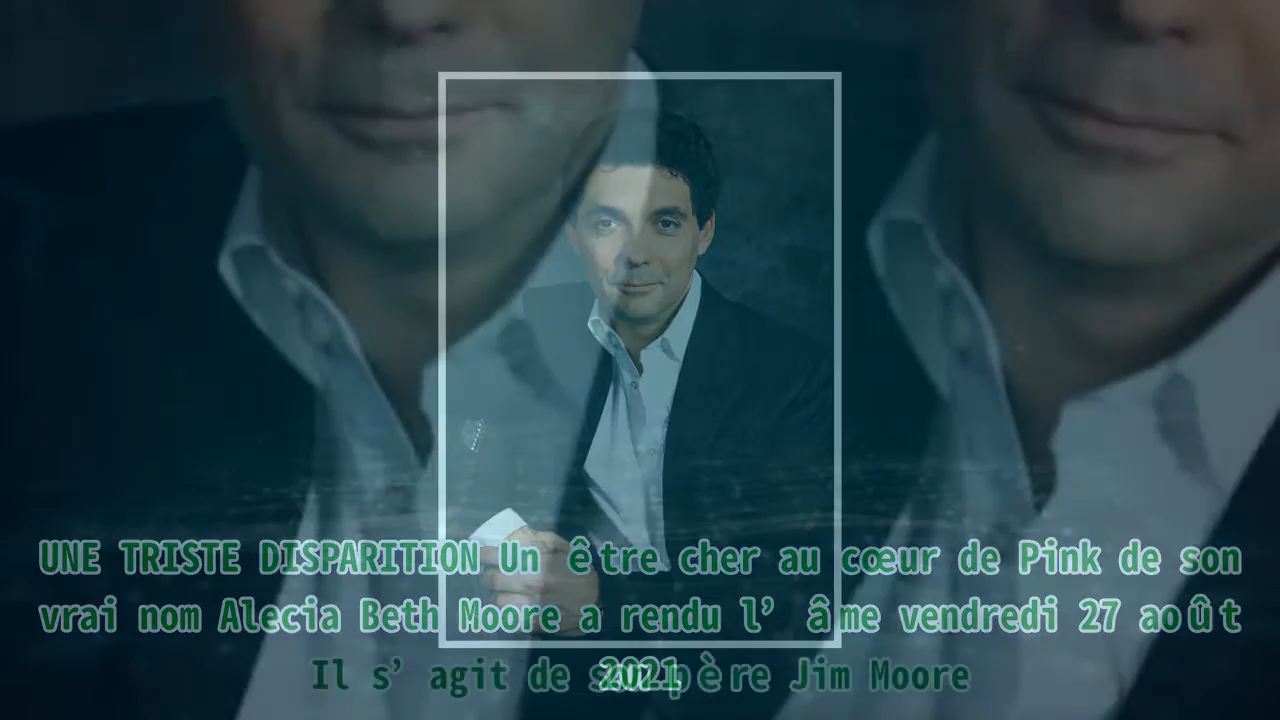 UNE TRISTE DISPARITION Un être cher au cœur de Pink de son
vrai nom Alecia Beth Moore a rendu l’âme vendredi 27 août
2021
Il s’agit de son père Jim Moore